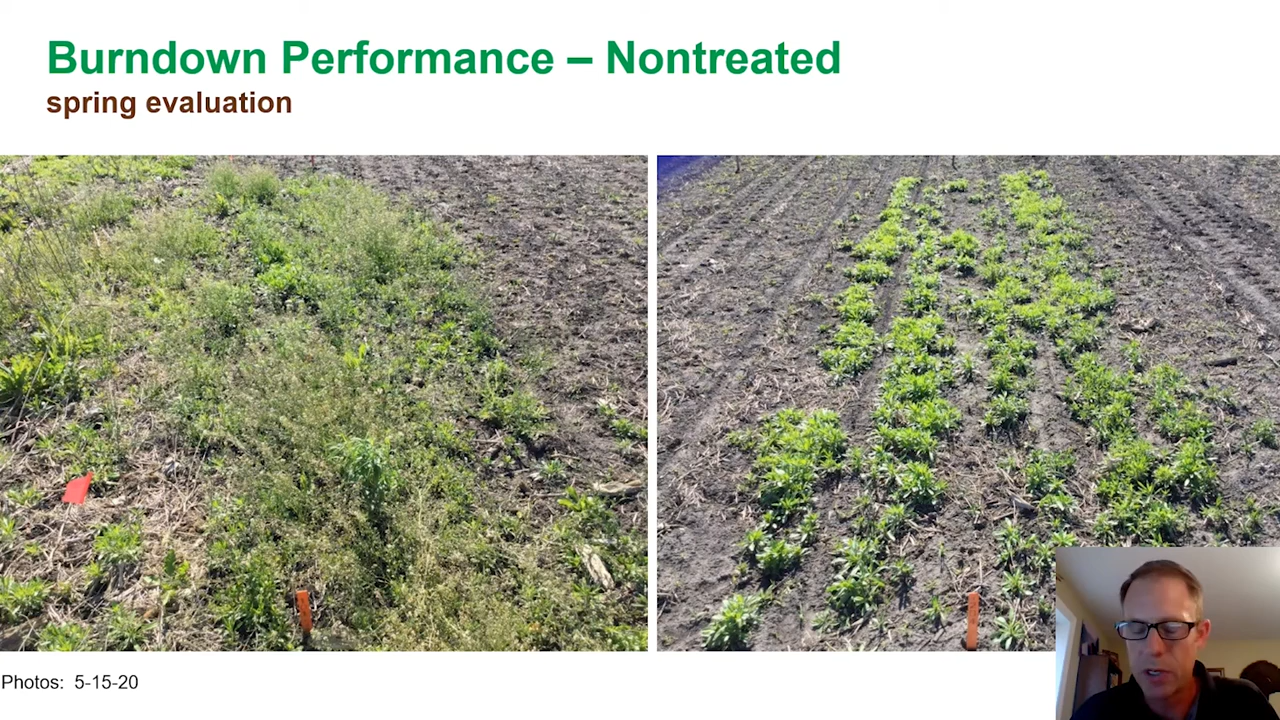 Burndown Performance – Nontreated
spring evaluation
Photos: 5-15-20